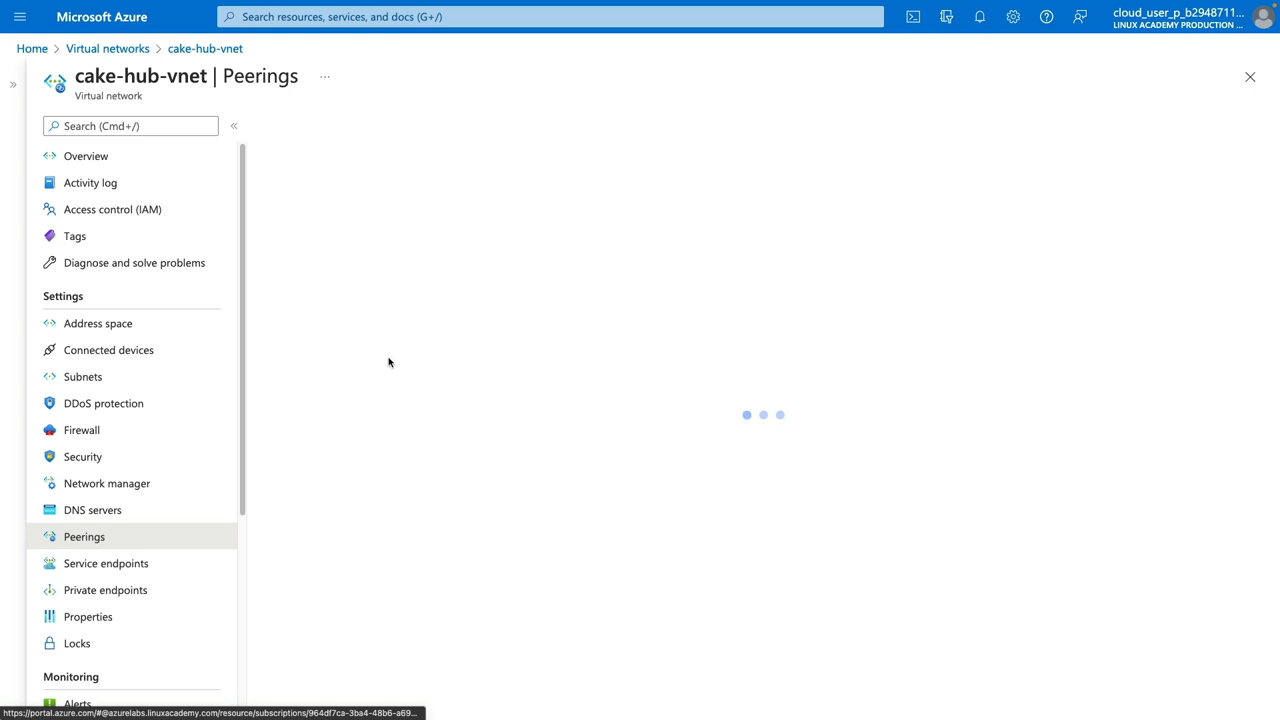 Microsoft Azure
Search resources, services, and docs (G+/)
cloud_user_p_b2948711...
LINUX ACADEMY PRODUCTION ...
Home > Virtual networks > cake-hub-vnet
cake-hub-vnet | Peerings ...
Virtual network
Search (Cmd+/)
Overview
Activity log
Access control (IAM)
Tags
Diagnose and solve problems
Settings
Address space
Connected devices
Subnets
DDoS protection
Firewall
Security
Network manager
DNS servers
Peerings
Service endpoints
Private endpoints
Properties
Locks
Monitoring
Alerts
https://portal.azure.com/#@azurelabs.linuxacademy.com/resource/subscriptions/964df7ca-3ba4-48b6-a69...